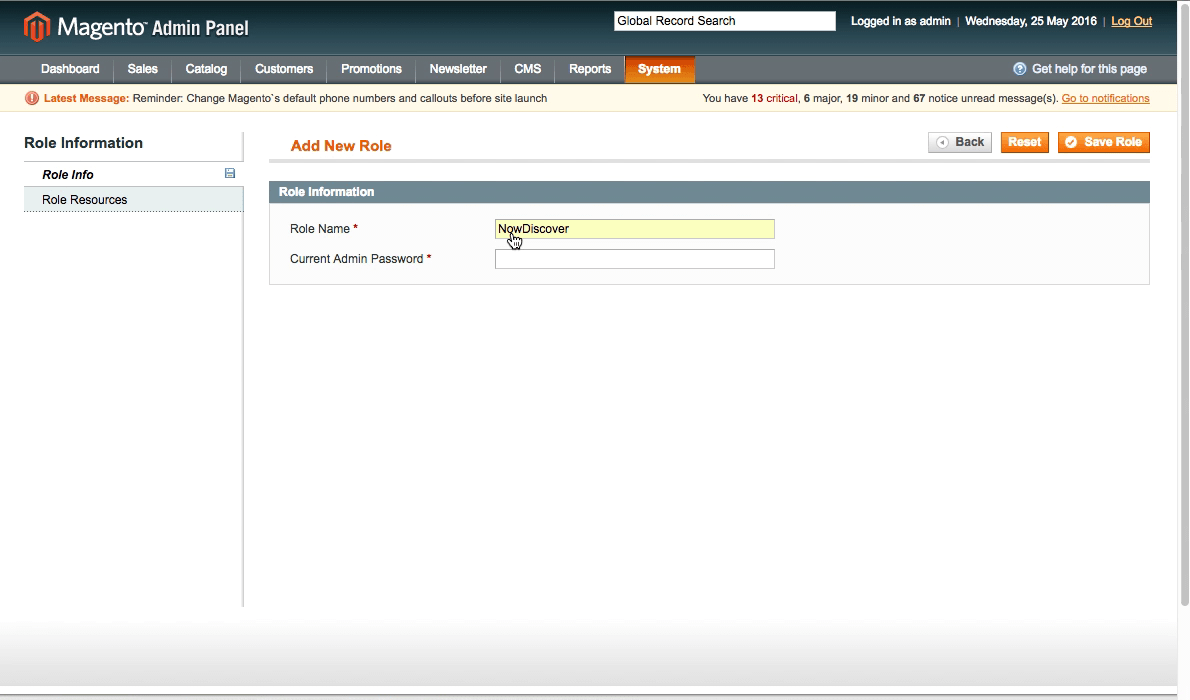 Magento™ Admin Panel
Global Record Search
Logged in as admin | Wednesday, 25 May 2016 | Log Out
Dashboard Sales Catalog Customers Promotions Newsletter CMS Reports System Get help for this page
Latest Message: Reminder: Change Magento`s default phone numbers and callouts before site launch
You have 13 critical, 6 major, 19 minor and 67 notice unread message(s). Go to notifications
Role Information
Role Info
Role Resources
Add New Role
Back Reset Save Role
Role Information
Role Name * NowDiscover
Current Admin Password *